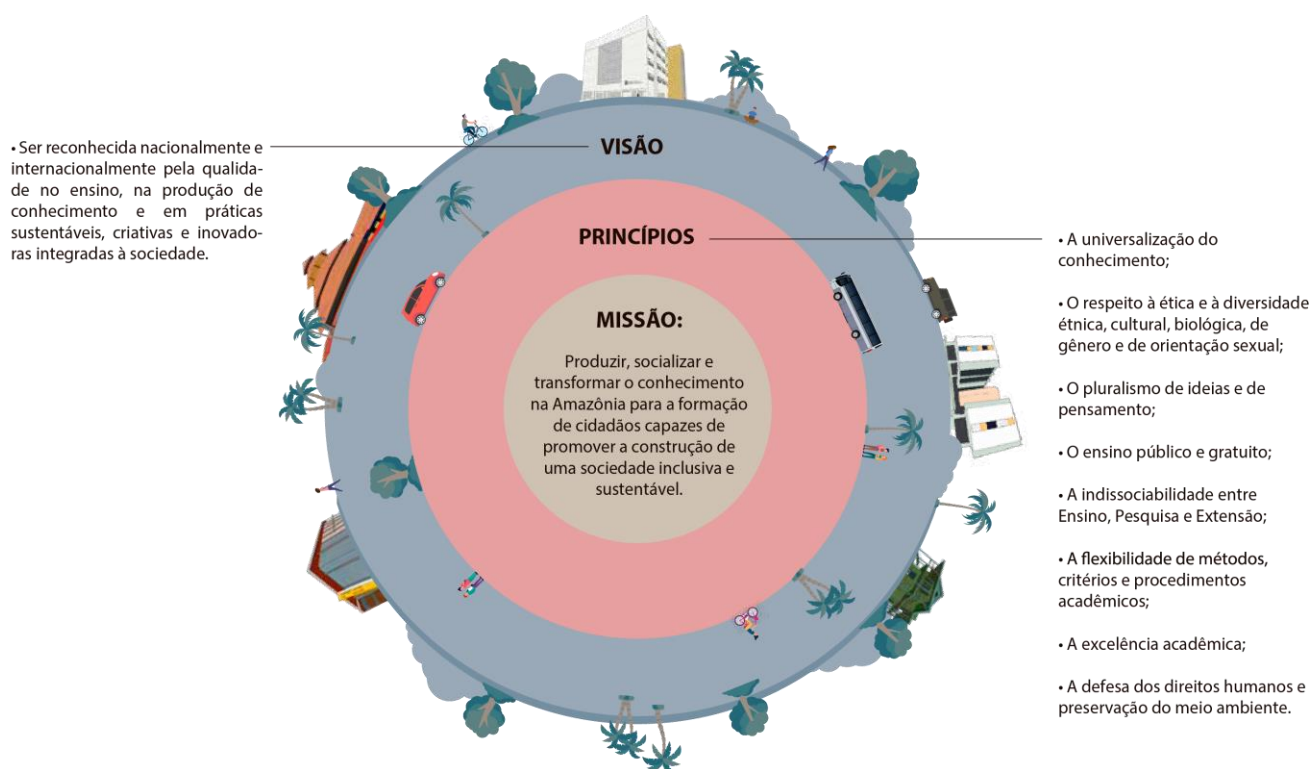 • Ser reconhecida nacionalmente e
internacionalmente pela qualida-
de no ensino, na produção de
conhecimento e em práticas
sustentáveis, criativas e inovado-
ras integradas à sociedade.
VISÃO
PRINCÍPIOS
MISSÃO:
Produzir, socializar e
transformar o conhecimento
na Amazônia para a formação
de cidadãos capazes de
promover a construção de
uma sociedade inclusiva e
sustentável.
• A universalização do
conhecimento;
• O respeito à ética e à diversidade
étnica, cultural, biológica, de
gênero e de orientação sexual;
• O pluralismo de ideias e de
pensamento;
• O ensino público e gratuito;
• A indissociabilidade entre
Ensino, Pesquisa e Extensão;
• A flexibilidade de métodos,
critérios e procedimentos
acadêmicos;
• A excelência acadêmica;
• A defesa dos direitos humanos e
preservação do meio ambiente.